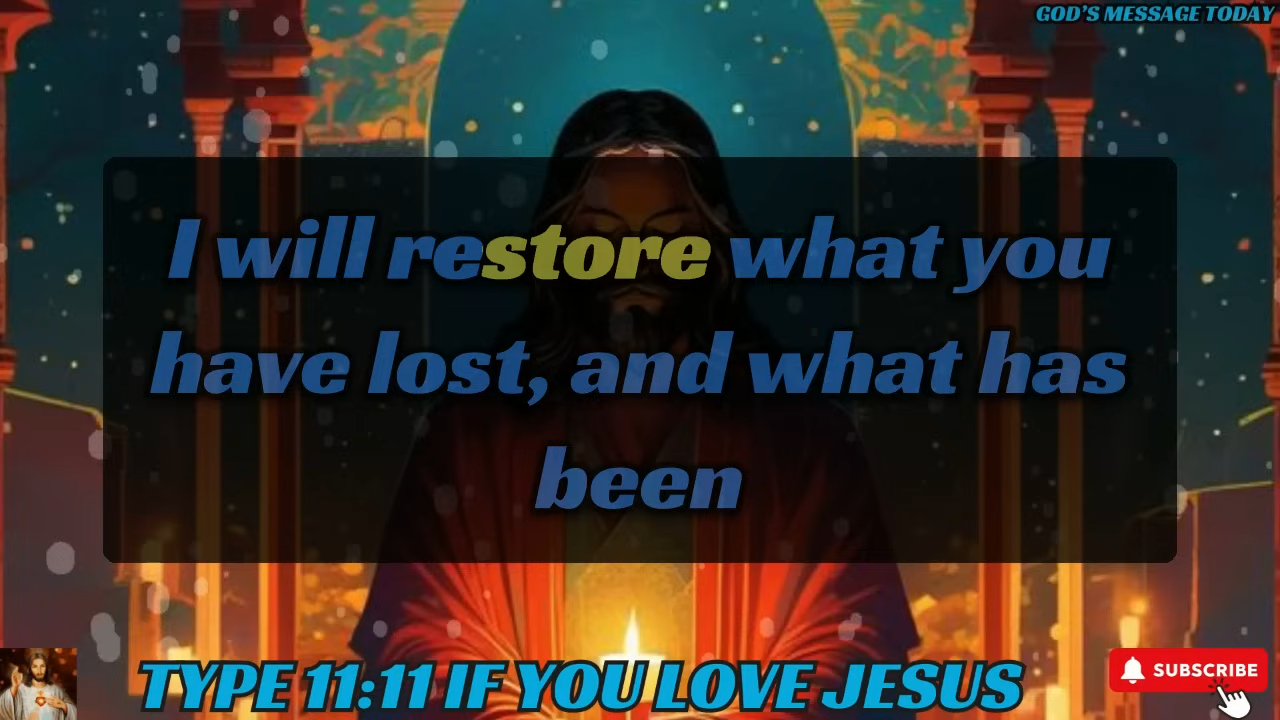 GOD'S MESSAGE TODAY
I will restore what you
have lost, and what has
been
TYPE 11:11 IF YOU LOVE JESUS
SUBSCRIBE